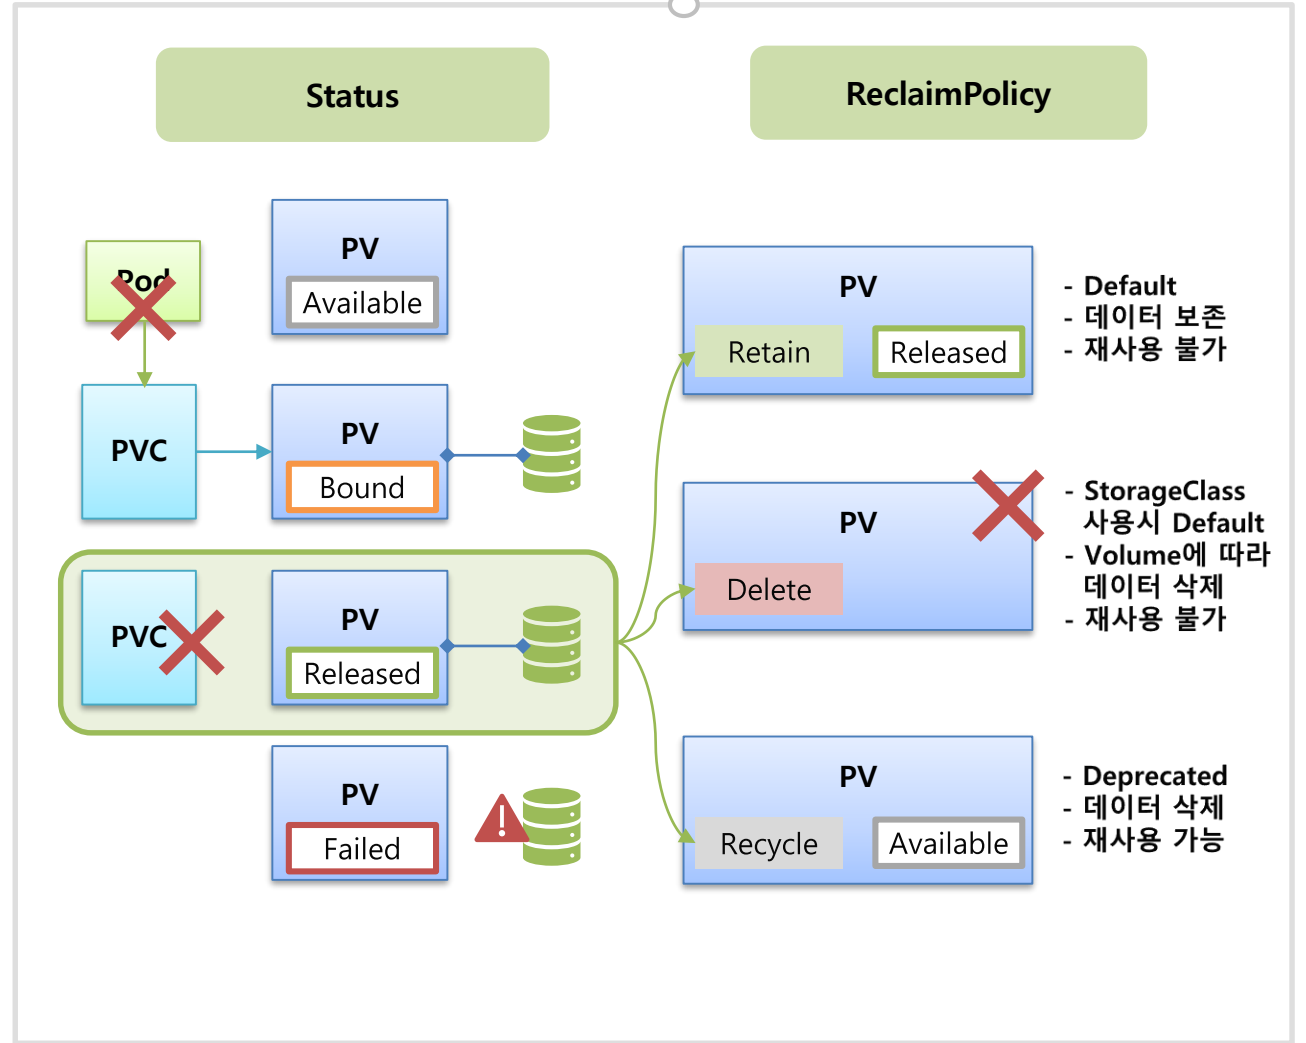 Status
ReclaimPolicy
PV
Available
Pod
PVC
PV
Bound
PVC
PV
Released
PV
Failed
PV
Retain
Released
- Default
- 데이터 보존
- 재사용 불가
PV
Delete
- StorageClass
사용시 Default
- Volume에 따라
데이터 삭제
- 재사용 불가
PV
Recycle
Available
- Deprecated
- 데이터 삭제
- 재사용 가능